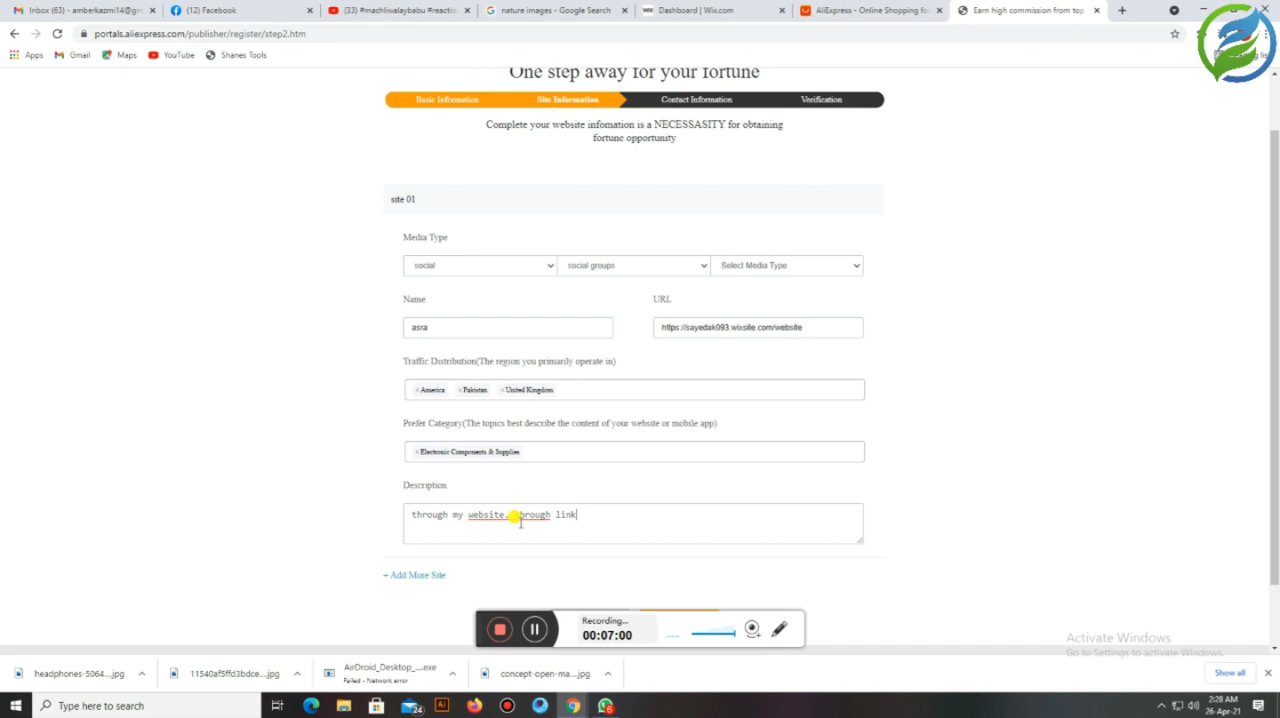 Inbox (63) - amberkazmi14@gm
(12) Facebook
(33) #machliwalaybabu #reaction
nature images - Google Search
Dashboard | Wix.com
AliExpress - Online Shopping fo
Earn high commission from top
portals.aliexpress.com/publisher/register/step2.htm
Apps
Gmail
Maps
YouTube
Shanes Tools
One step away for your fortune
Basic Information
Site Information
Contact Information
Verification
Complete your website infomation is a NECESSASITY for obtaining
fortune opportunity
site 01
Media Type
social
social groups
Select Media Type
Name
URL
asra
https://sayedak093.wixsite.com/website
Traffic Distribution(The region you primarily operate in)
×America ×Pakistan ×United Kingdom
Prefer Category(The topics best describe the content of your website or mobile app)
×Electronic Components & Supplies
Description
through my website. through link
+ Add More Site
Recording...
00:07:00
Activate Windows
Go to Settings to activate Windows.
headphones-5064....jpg
11540af5ffd3bdce....jpg
AirDroid_Desktop_....exe
Failed - Network error
concept-open-ma....jpg
Show all
Type here to search
24
6
2:28 AM
26-Apr-21